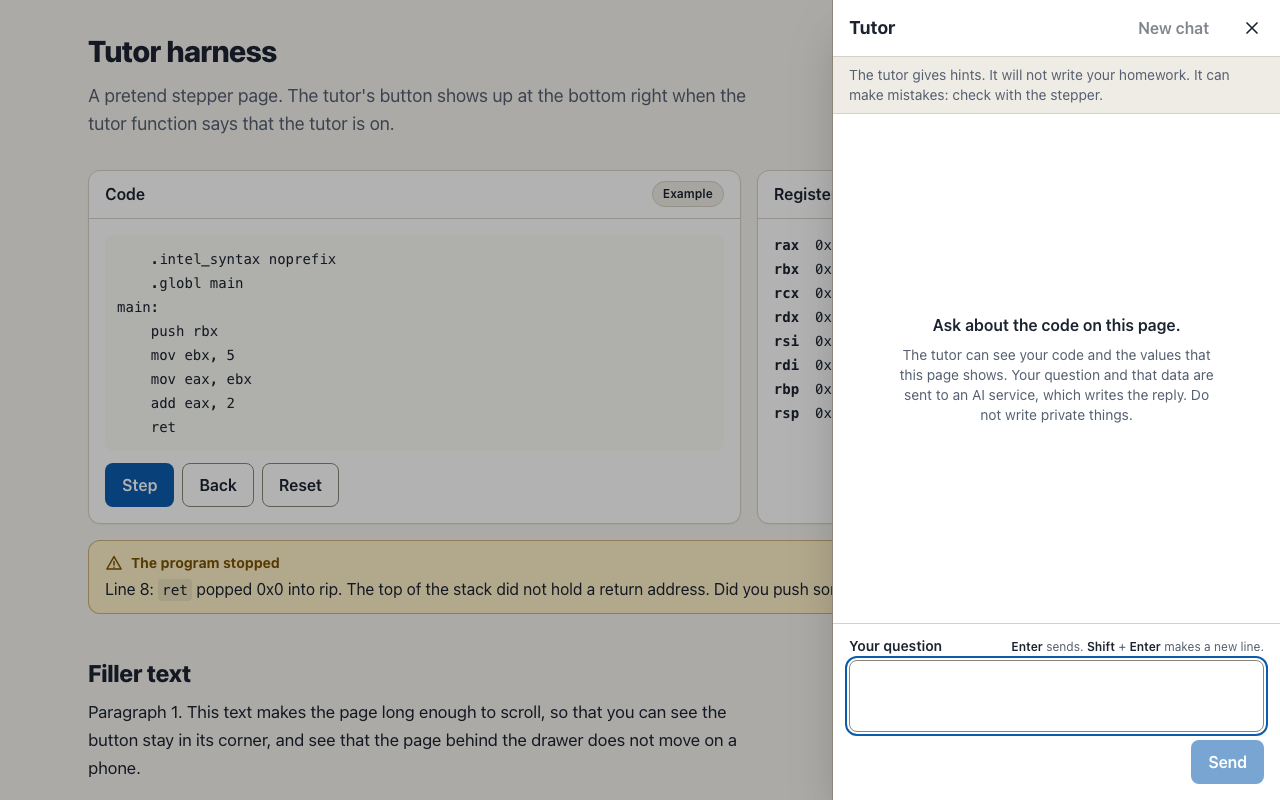 Tutor harness
A pretend stepper page. The tutor's button shows up at the bottom right when the
tutor function says that the tutor is on.
Code
Example
.intel_syntax noprefix
.globl main
main:
push rbx
mov ebx, 5
mov eax, ebx
add eax, 2
ret
Step
Back
Reset
Registe
rax 0x
rbx 0x
rcx 0x
rdx 0x
rsi 0x
rdi 0x
rbp 0x
rsp 0x
The program stopped
Line 8: ret popped 0x0 into rip. The top of the stack did not hold a return address. Did you push
Filler text
Paragraph 1. This text makes the page long enough to scroll, so that you can see the
button stay in its corner, and see that the page behind the drawer does not move on a
phone.
Tutor
New chat
The tutor gives hints. It will not write your homework. It can
make mistakes: check with the stepper.
Ask about the code on this page.
The tutor can see your code and the values that
this page shows. Your question and that data are
sent to an AI service, which writes the reply. Do
not write private things.
Your question
Enter sends. Shift + Enter makes a new line.
Send